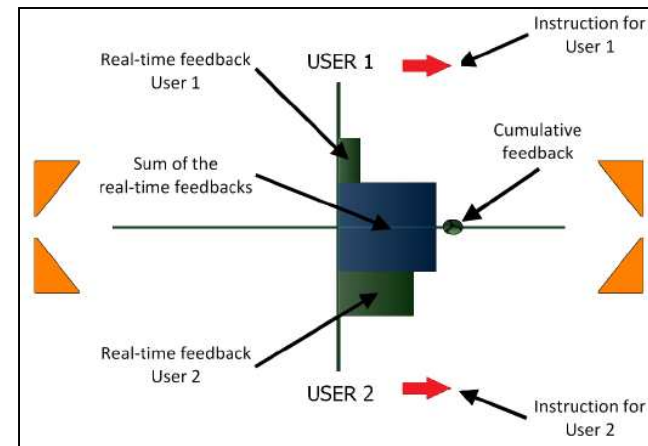 Instruction for
User 1
Real-time feedback
User 1
USER 1
Cumulative
feedback
Sum of the
real-time feedbacks
Real-time feedback
User 2
USER 2
Instruction for
User 2